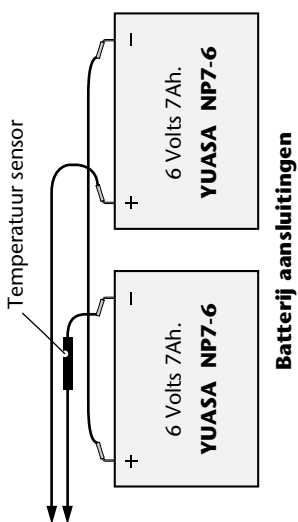 Temperatuur sensor
+
−
6 Volts 7Ah.
YUASA NP7-6
+
−
6 Volts 7Ah.
YUASA NP7-6
Batterij aansluitingen